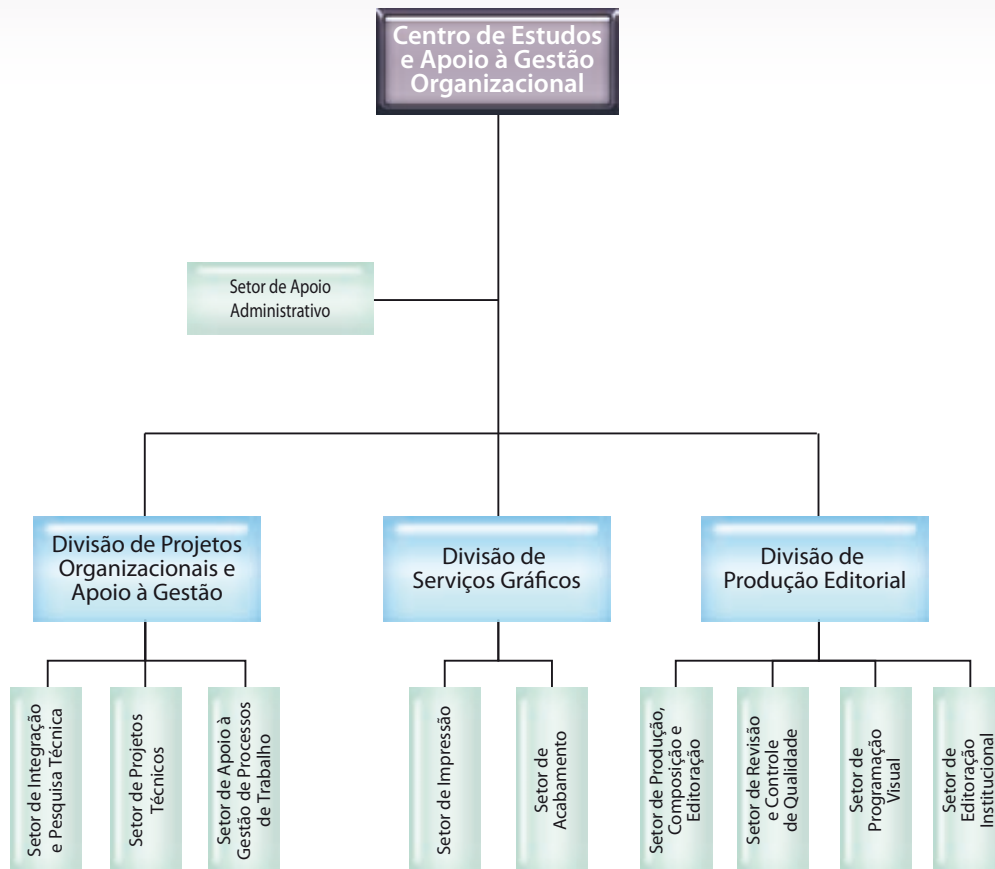 Centro de Estudos
e Apoio à Gestão
Organizacional
Setor de Apoio
Administrativo
Divisão de Projetos
Organizacionais e
Apoio à Gestão
Divisão de
Serviços Gráficos
Divisão de
Produção Editorial
Setor de Integração
e Pesquisa Técnica
Setor de Projetos
Técnicos
Setor de Apoio à
Gestão de Processos
de Trabalho
Setor de Impressão
Setor de
Acabamento
Setor de Produção,
Composição e
Editoração
Setor de Revisão
e Controle
de Qualidade
Setor de
Programação
Visual
Setor de
Editoração
Institucional